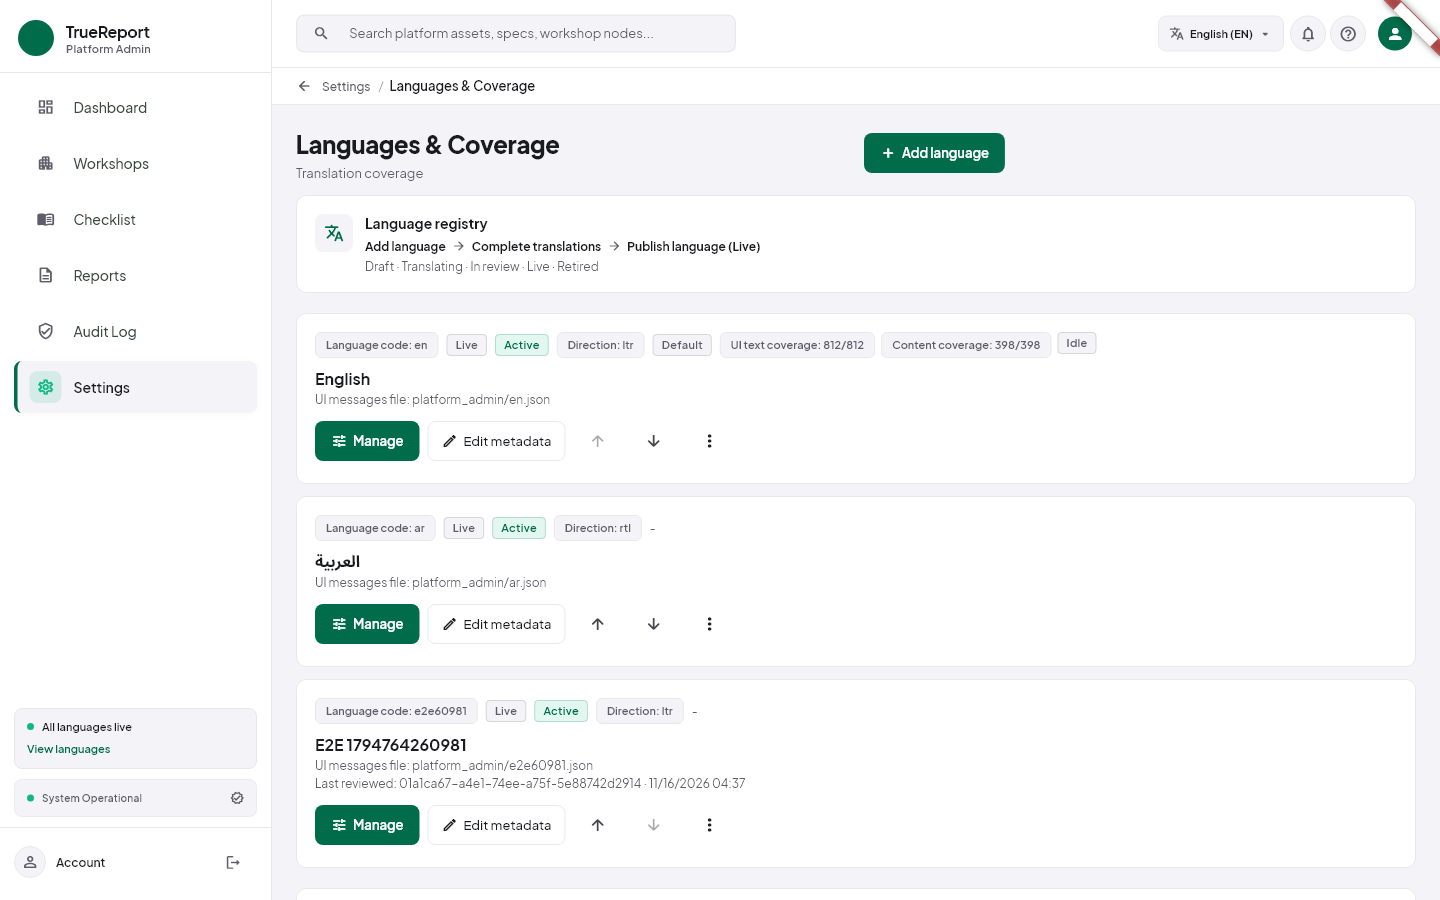 TrueReport
Platform Admin
Search platform assets, specs, workshop nodes...
English (EN)
Settings / Languages & Coverage
Dashboard
Workshops
Checklist
Reports
Audit Log
Settings
All languages live
View languages
System Operational
Account
Languages & Coverage
Translation coverage
Add language
Language registry
Add language → Complete translations → Publish language (Live)
Draft · Translating · In review · Live · Retired
Language code: en Live Active Direction: ltr Default UI text coverage: 812/812 Content coverage: 398/398 Idle
English
UI messages file: platform_admin/en.json
Manage Edit metadata
Language code: ar Live Active Direction: rtl -
العربية
UI messages file: platform_admin/ar.json
Manage Edit metadata
Language code: e2e60981 Live Active Direction: ltr -
E2E 1794764260981
UI messages file: platform_admin/e2e60981.json
Last reviewed: 01a1ca67-a4e1-74ee-a75f-5e88742d2914 · 11/16/2026 04:37
Manage Edit metadata